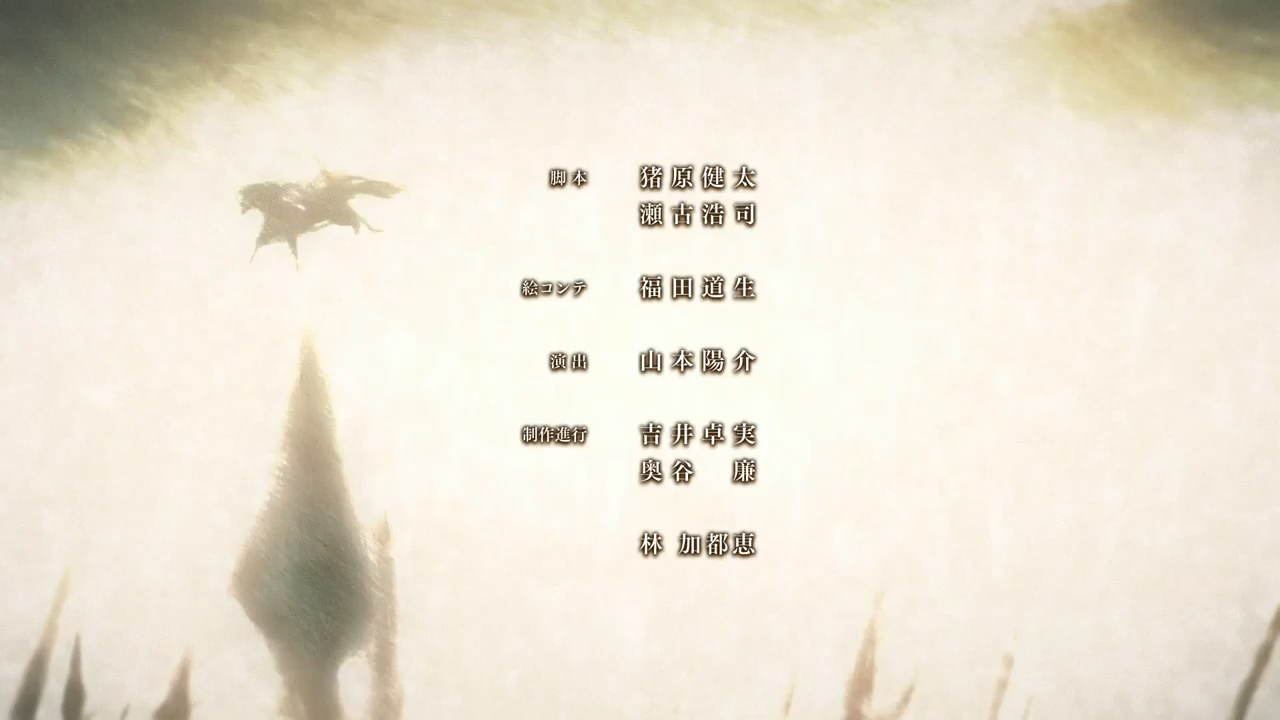 脚本 猪原健太
瀬古浩司
絵コンテ 福田道生
演出 山本陽介
制作進行 吉井卓実
奥谷 廉
林 加都恵